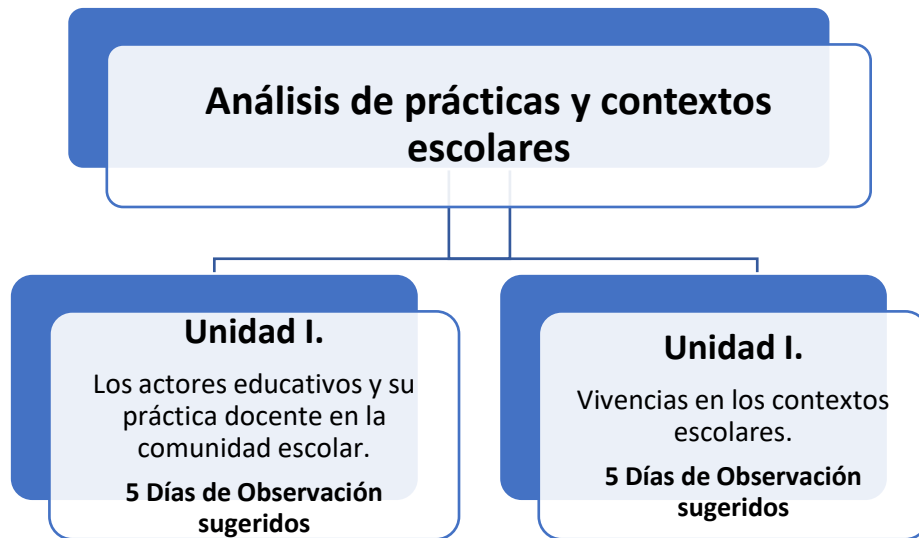 Análisis de prácticas y contextos
escolares
Unidad I.
Los actores educativos y su
práctica docente en la
comunidad escolar.
5 Días de Observación
sugeridos
Unidad I.
Vivencias en los contextos
escolares.
5 Días de Observación
sugeridos